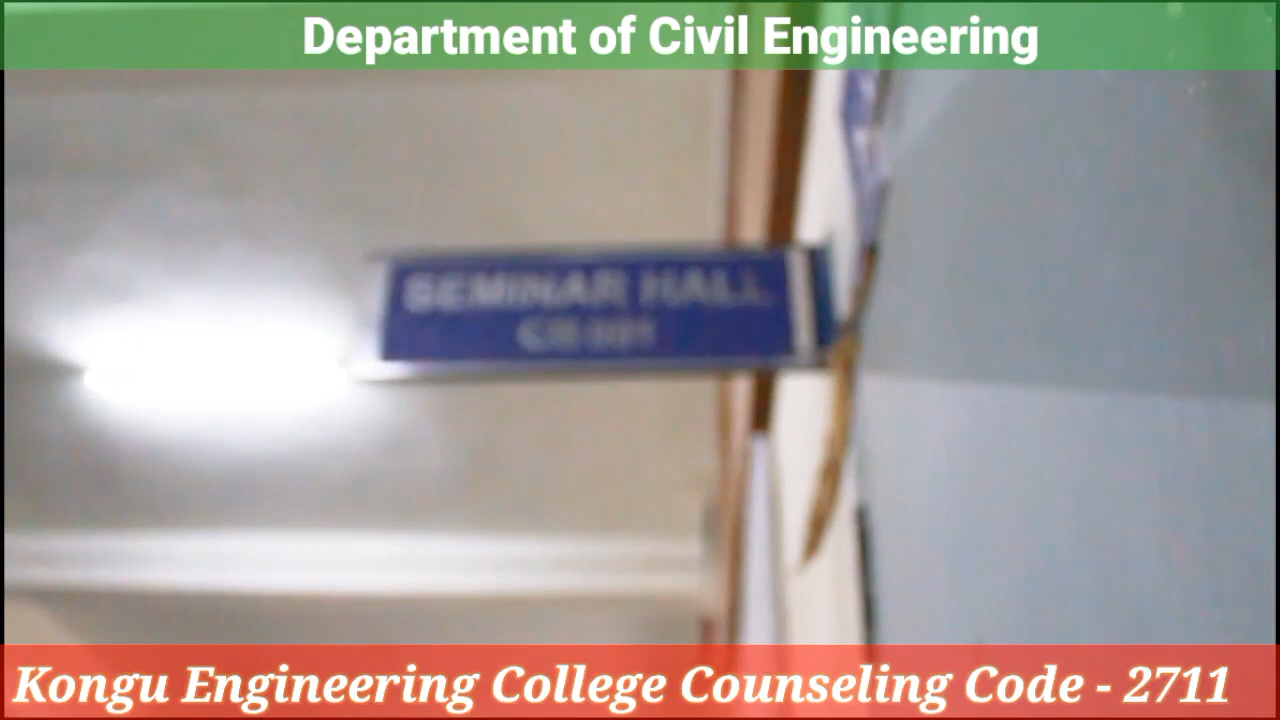 Department of Civil Engineering
SEMINAR HALL
Kongu Engineering College Counseling Code - 2711